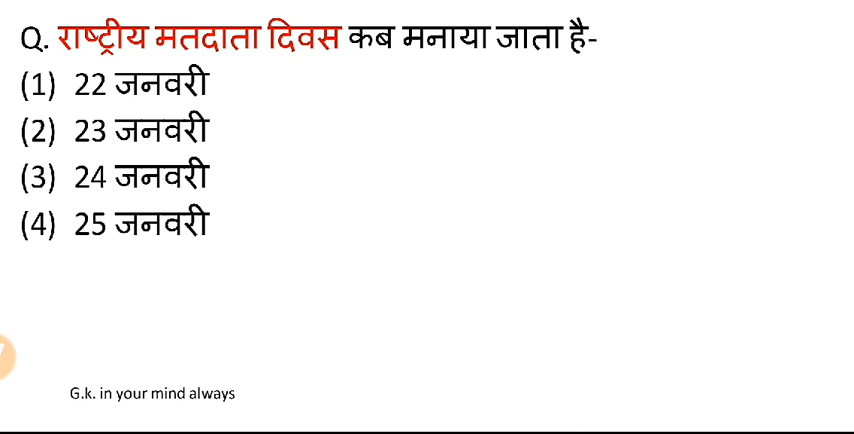 Q. राष्ट्रीय मतदाता दिवस कब मनाया जाता है-
(1) 22 जनवरी
(2) 23 जनवरी
(3) 24 जनवरी
(4) 25 जनवरी
G.k. in your mind always